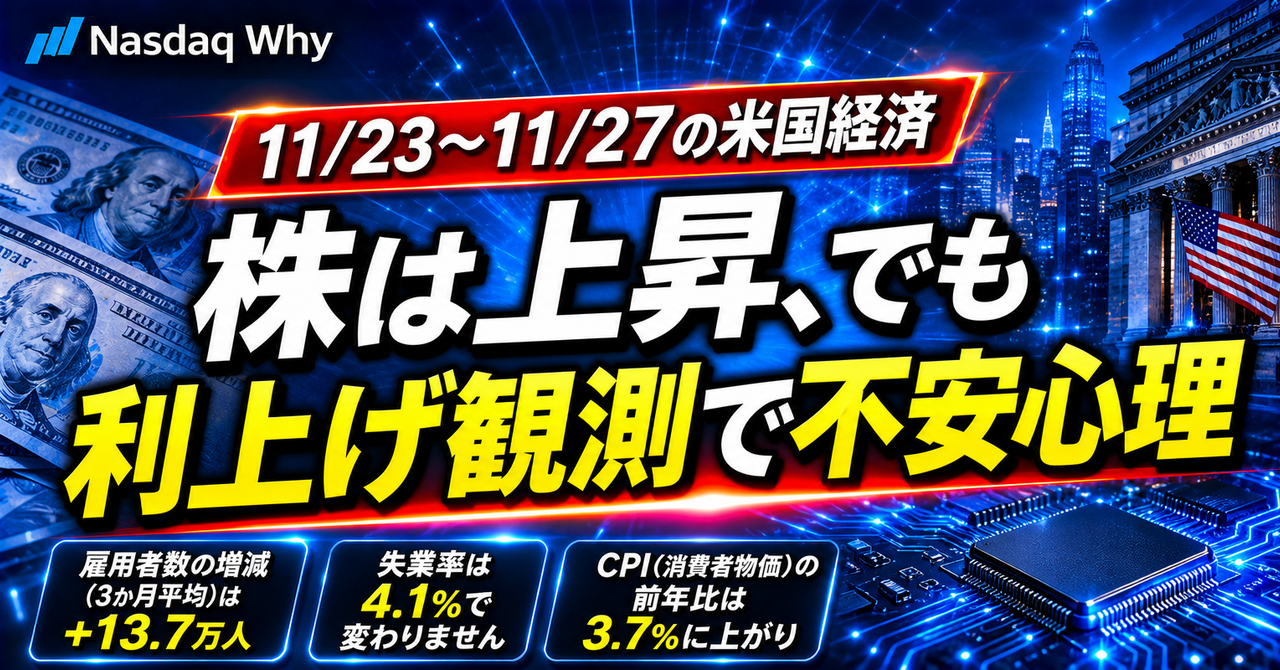 Nasdaq Why
11/23～11/27の米国経済
株は上昇、でも
利上げ観測で不安心理
雇用者数の増減
(3か月平均)は
+13.7万人
失業率は
4.1%で
変わりません
CPI(消費者物価)の
前年比は
3.7%に上がり